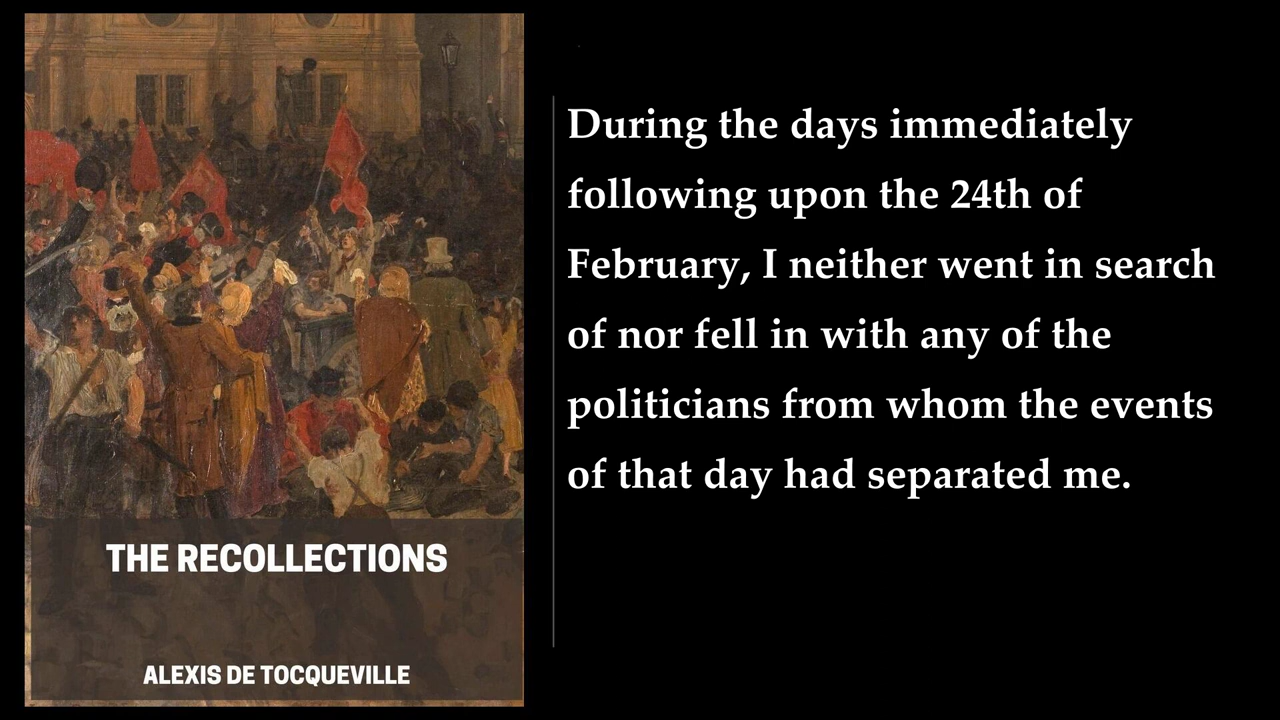 THE RECOLLECTIONS
ALEXIS DE TOCQUEVILLE
During the days immediately
following upon the 24th of
February, I neither went in search
of nor fell in with any of the
politicians from whom the events
of that day had separated me.